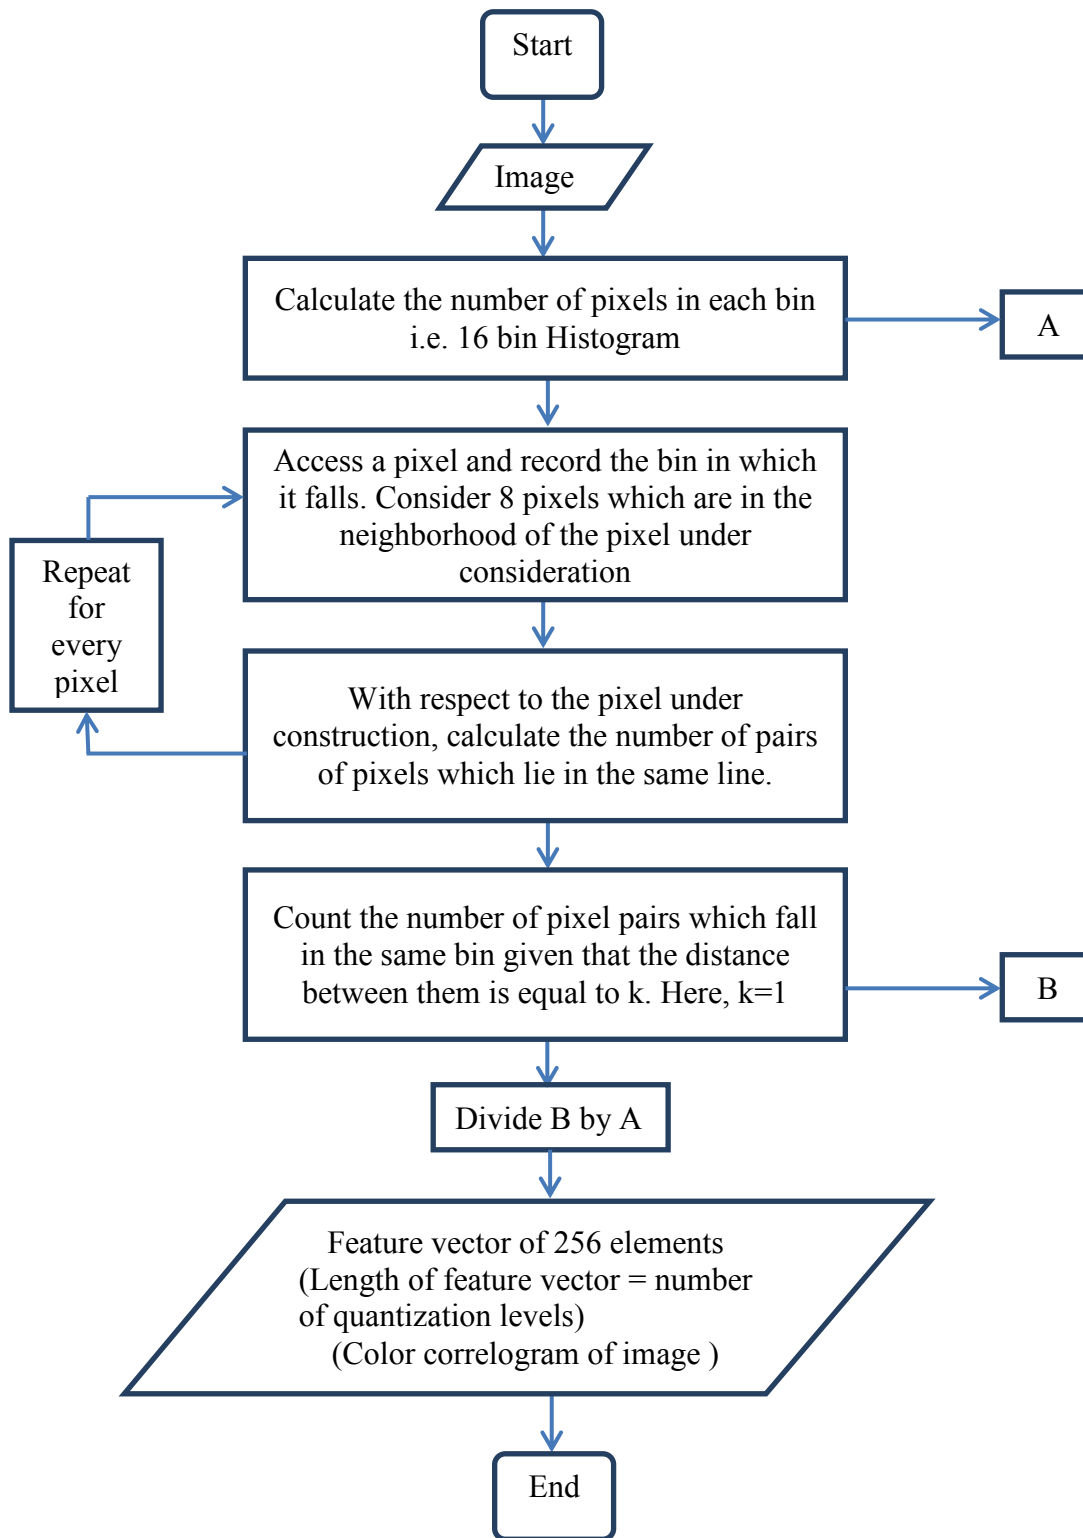 Start
Image
Calculate the number of pixels in each bin
i.e. 16 bin Histogram
A
Access a pixel and record the bin in which
it falls. Consider 8 pixels which are in the
neighborhood of the pixel under
consideration
Repeat
for
every
pixel
With respect to the pixel under
construction, calculate the number of pairs
of pixels which lie in the same line.
Count the number of pixel pairs which fall
in the same bin given that the distance
between them is equal to k. Here, k=1
B
Divide B by A
Feature vector of 256 elements
(Length of feature vector = number
of quantization levels)
(Color correlogram of image )
End